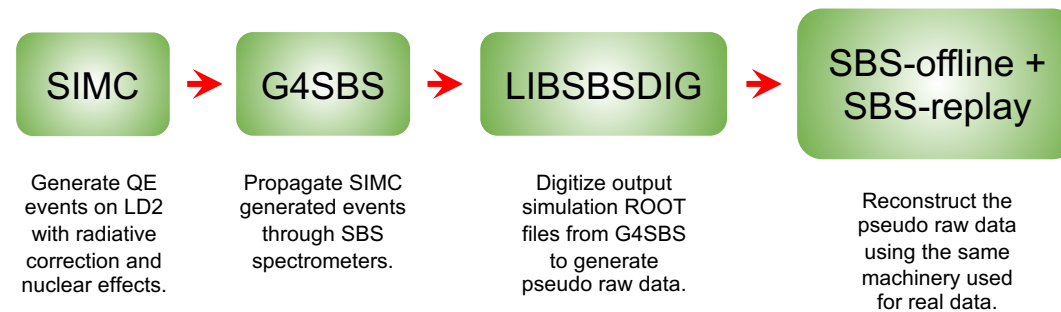 SIMC
G4SBS
LIBSBSDIG
SBS-offline +
SBS-replay
Generate QE
events on LD2
with radiative
correction and
nuclear effects.
Propagate SIMC
generated events
through SBS
spectrometers.
Digitize output
simulation ROOT
files from G4SBS
to generate
pseudo raw data.
Reconstruct the
pseudo raw data
using the same
machinery used
for real data.